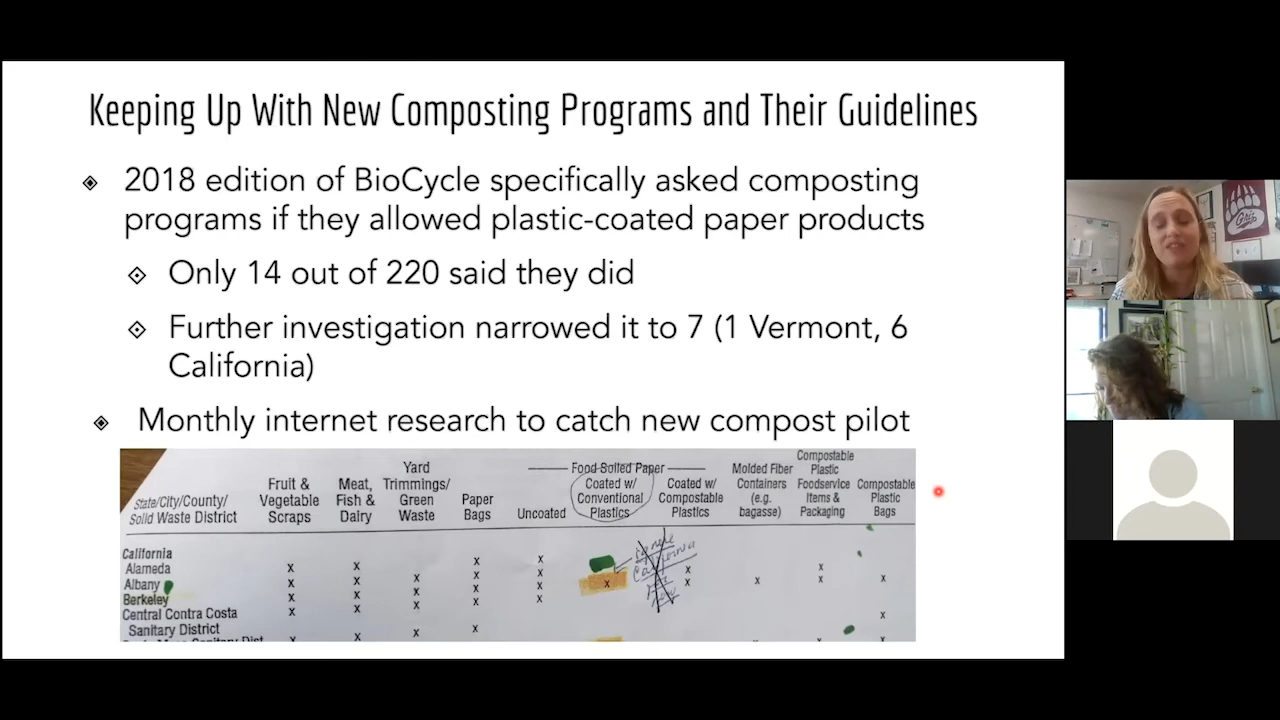 Keeping Up With New Composting Programs and Their Guidelines
2018 edition of BioCycle specifically asked composting
programs if they allowed plastic-coated paper products
Only 14 out of 220 said they did
Further investigation narrowed it to 7 (1 Vermont, 6
California)
Monthly internet research to catch new compost pilot
State/City/County/
Solid Waste District
Fruit &
Vegetable
Scraps
Meat,
Fish &
Dairy
Yard
Trimmings/
Green
Waste
Paper
Bags
Food Soiled Paper
Uncoated
Coated w/
Conventional
Plastics
Coated w/
Compostable
Plastics
Molded Fiber
Containers
(e.g.
bagasse)
Compostable
Plastic
Foodservice
Items &
Packaging
Compostable
Plastic
Bags
California
Alameda
Albany
Berkeley
Central Contra Costa
Sanitary District
California
Griz